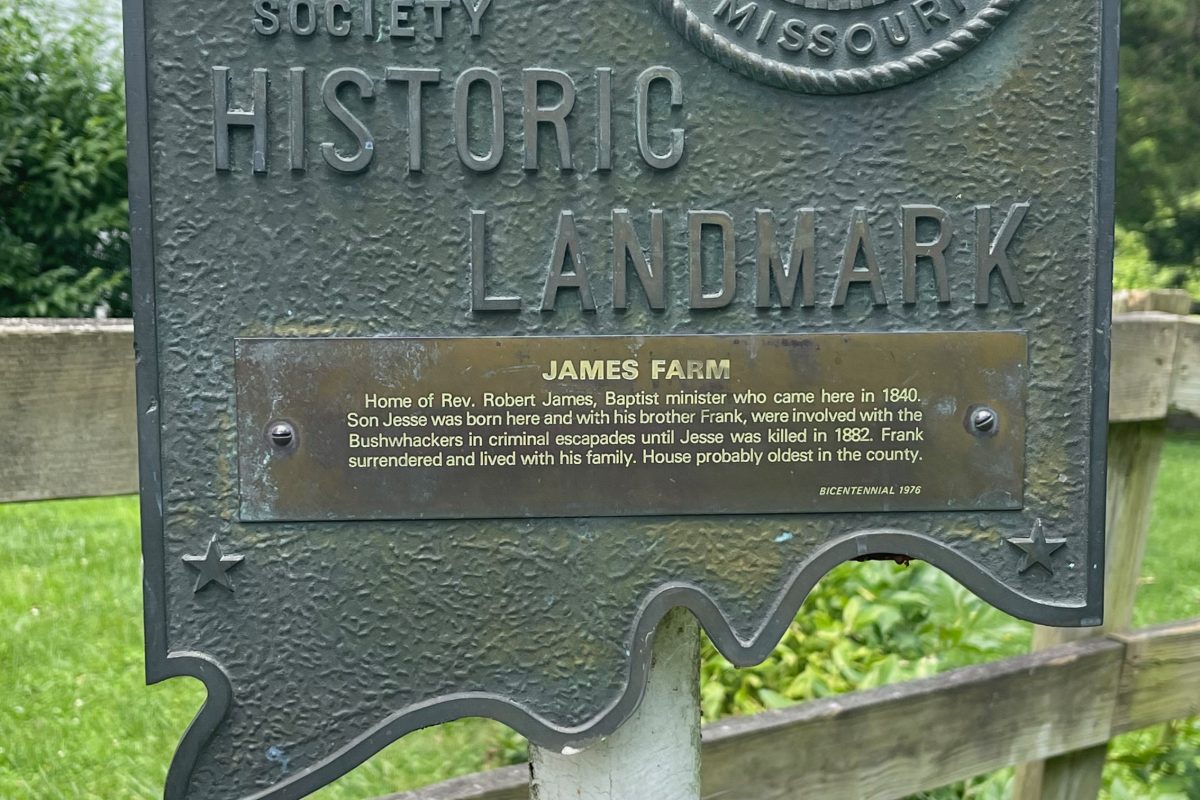 SOCIETY
MISSOURI
HISTORIC
LANDMARK
JAMES FARM
Home of Rev. Robert James, Baptist minister who came here in 1840.
Son Jesse was born here and with his brother Frank, were involved with the
Bushwhackers in criminal escapades until Jesse was killed in 1882. Frank
surrendered and lived with his family. House probably oldest in the county.
BICENTENNIAL 1976